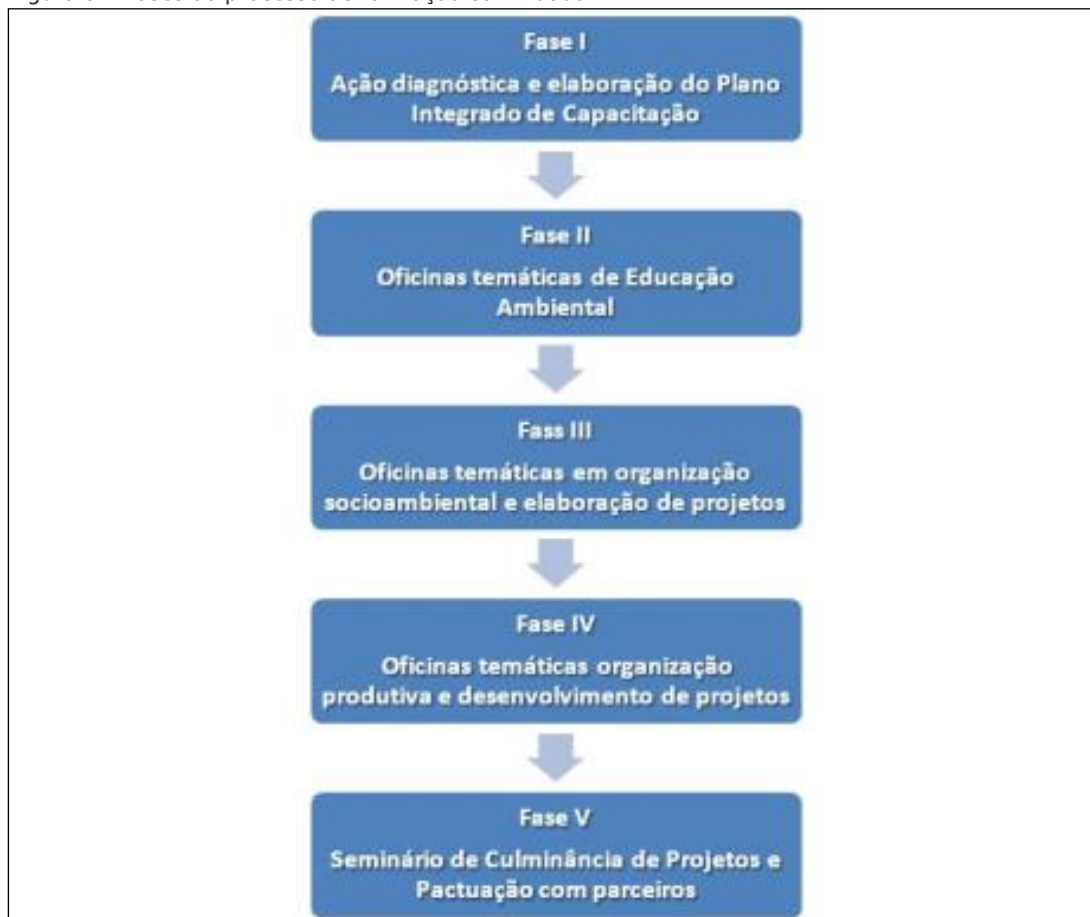 Fase I
Ação diagnóstica e elaboração do Plano
Integrado de Capacitação
Fase II
Oficinas temáticas de Educação
Ambiental
Fass III
Oficinas temáticas em organização
socioambiental e elaboração de projetos
Fase IV
Oficinas temáticas organização
produtiva e desenvolvimento de projetos
Fase V
Seminário de Culminância de Projetos e
Pactuação com parceiros